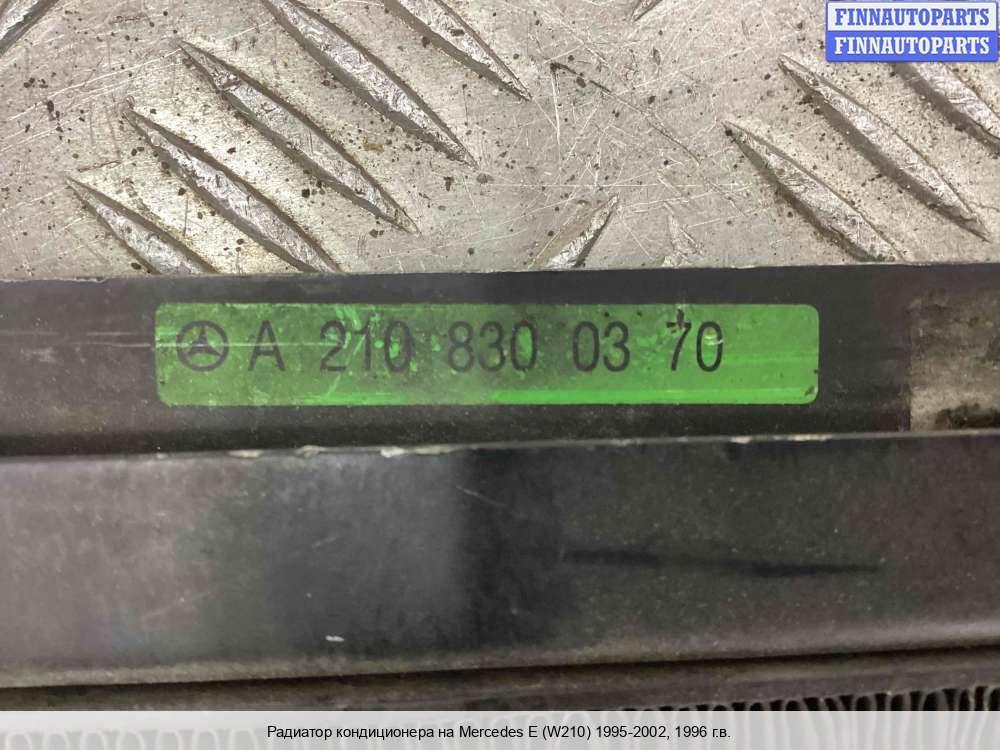 FINNAUTOPARTS
FINNAUTOPARTS
A 210 830 03 70
Радиатор кондиционера на Mercedes E (W210) 1995-2002, 1996 г.в.